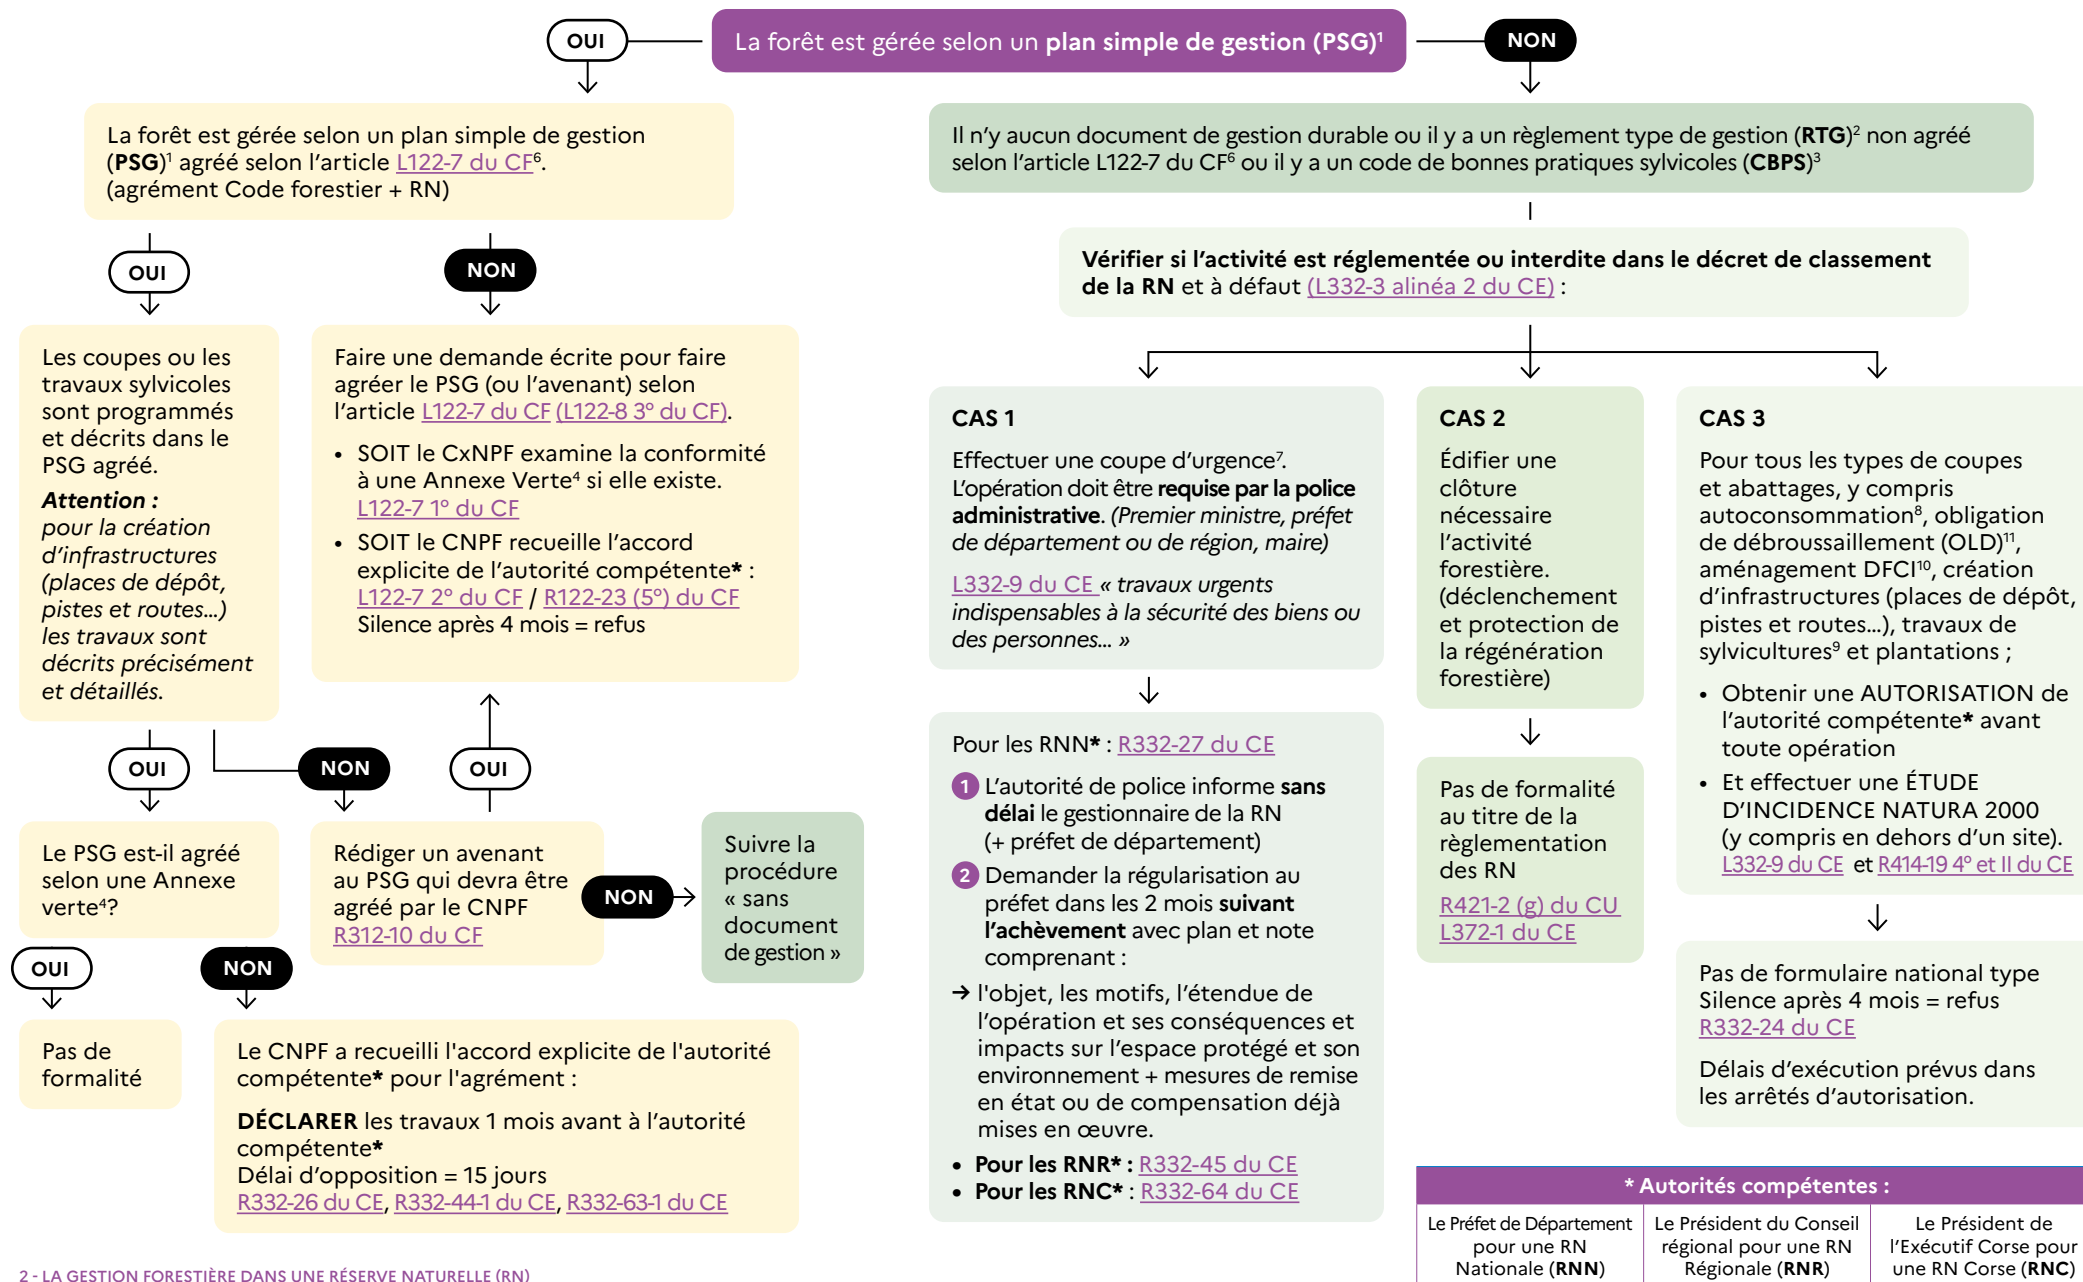 La forêt est gérée selon un plan simple de gestion (PSG)¹
OUI
NON
La forêt est gérée selon un plan simple de gestion
(PSG)¹ agréé selon l'article L122-7 du CF⁶.
(agrément Code forestier + RN)
OUI
NON
Les coupes ou les
travaux sylvicoles
sont programmés
et décrits dans le
PSG agréé.
Attention :
pour la création
d'infrastructures
(places de dépôt,
pistes et routes…)
les travaux sont
décrits précisément
et détaillés.
Faire une demande écrite pour faire
agréer le PSG (ou l'avenant) selon
l'article L122-7 du CF (L122-8 3° du CF).
• SOIT le CxNPF examine la conformité
à une Annexe Verte⁴ si elle existe.
L122-7 1° du CF
• SOIT le CNPF recueille l'accord
explicite de l'autorité compétente* :
L122-7 2° du CF / R122-23 (5°) du CF
Silence après 4 mois = refus
OUI
NON
OUI
Le PSG est-il agréé
selon une Annexe
verte⁴?
Rédiger un avenant
au PSG qui devra être
agréé par le CNPF
R312-10 du CF
NON
Suivre la
procédure
« sans
document
de gestion »
OUI
NON
Pas de
formalité
Le CNPF a recueilli l'accord explicite de l'autorité
compétente* pour l'agrément :
DÉCLARER les travaux 1 mois avant à l'autorité
compétente*
Délai d'opposition = 15 jours
R332-26 du CE, R332-44-1 du CE, R332-63-1 du CE
Il n'y aucun document de gestion durable ou il y a un règlement type de gestion (RTG)² non agréé
selon l'article L122-7 du CF⁶ ou il y a un code de bonnes pratiques sylvicoles (CBPS)³
Vérifier si l'activité est réglementée ou interdite dans le décret de classement
de la RN et à défaut (L332-3 alinéa 2 du CE) :
CAS 1
Effectuer une coupe d'urgence⁷.
L'opération doit être requise par la police
administrative. (Premier ministre, préfet
de département ou de région, maire)
L332-9 du CE « travaux urgents
indispensables à la sécurité des biens ou
des personnes... »
Pour les RNN* : R332-27 du CE
1 L'autorité de police informe sans
délai le gestionnaire de la RN
(+ préfet de département)
2 Demander la régularisation au
préfet dans les 2 mois suivant
l'achèvement avec plan et note
comprenant :
→ l'objet, les motifs, l'étendue de
l'opération et ses conséquences et
impacts sur l'espace protégé et son
environnement + mesures de remise
en état ou de compensation déjà
mises en œuvre.
• Pour les RNR* : R332-45 du CE
• Pour les RNC* : R332-64 du CE
CAS 2
Édifier une
clôture
nécessaire
l'activité
forestière.
(déclenchement
et protection de
la régénération
forestière)
Pas de formalité
au titre de la
règlementation
des RN
R421-2 (g) du CU
L372-1 du CE
CAS 3
Pour tous les types de coupes
et abattages, y compris
autoconsommation⁸, obligation
de débroussaillement (OLD)¹¹,
aménagement DFCI¹⁰, création
d'infrastructures (places de dépôt,
pistes et routes…), travaux de
sylvicultures⁹ et plantations ;
• Obtenir une AUTORISATION de
l'autorité compétente* avant
toute opération
• Et effectuer une ÉTUDE
D'INCIDENCE NATURA 2000
(y compris en dehors d'un site).
L332-9 du CE et R414-19 4° et II du CE
Pas de formulaire national type
Silence après 4 mois = refus
R332-24 du CE
Délais d'exécution prévus dans
les arrêtés d'autorisation.
* Autorités compétentes :
Le Préfet de Département
pour une RN
Nationale (RNN)
Le Président du Conseil
régional pour une RN
Régionale (RNR)
Le Président de
l'Exécutif Corse pour
une RN Corse (RNC)
2 - LA GESTION FORESTIÈRE DANS UNE RÉSERVE NATURELLE (RN)